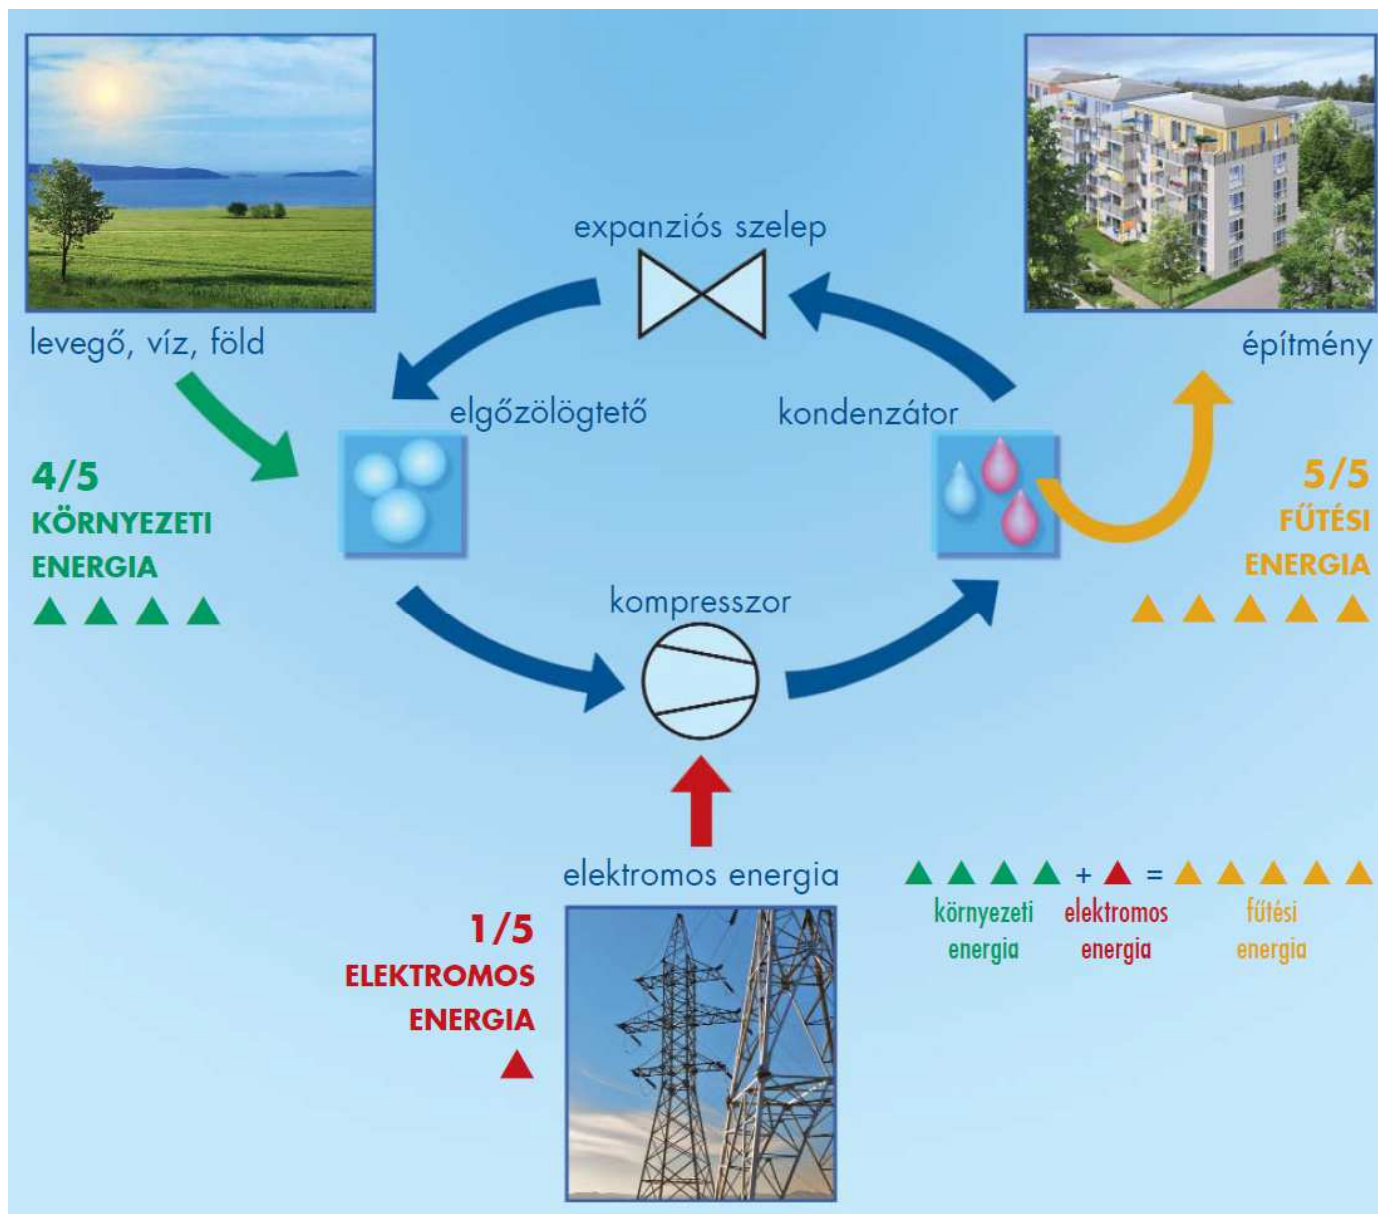 expanziós szelep
levegő, víz, föld
építmény
elgőzölögtető
kondenzátor
4/5
KÖRNYEZETI
ENERGIA
5/5
FŰTÉSI
ENERGIA
kompresszor
elektromos energia
1/5
ELEKTROMOS
ENERGIA
+ =
környezeti
energia
elektromos
energia
fűtési
energia